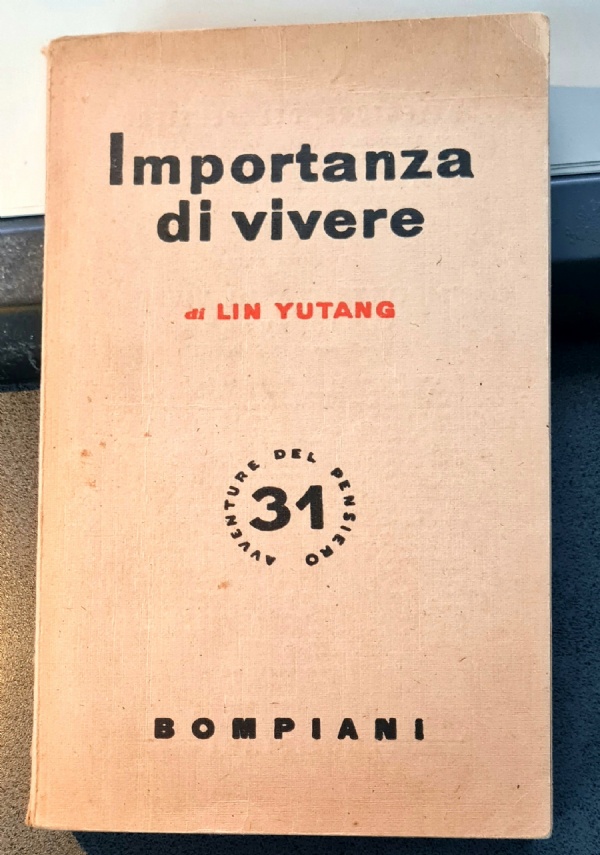 Importanza
di vivere
di LIN YUTANG
AVVENTURE DEL PENSIERO
31
BOMPIANI